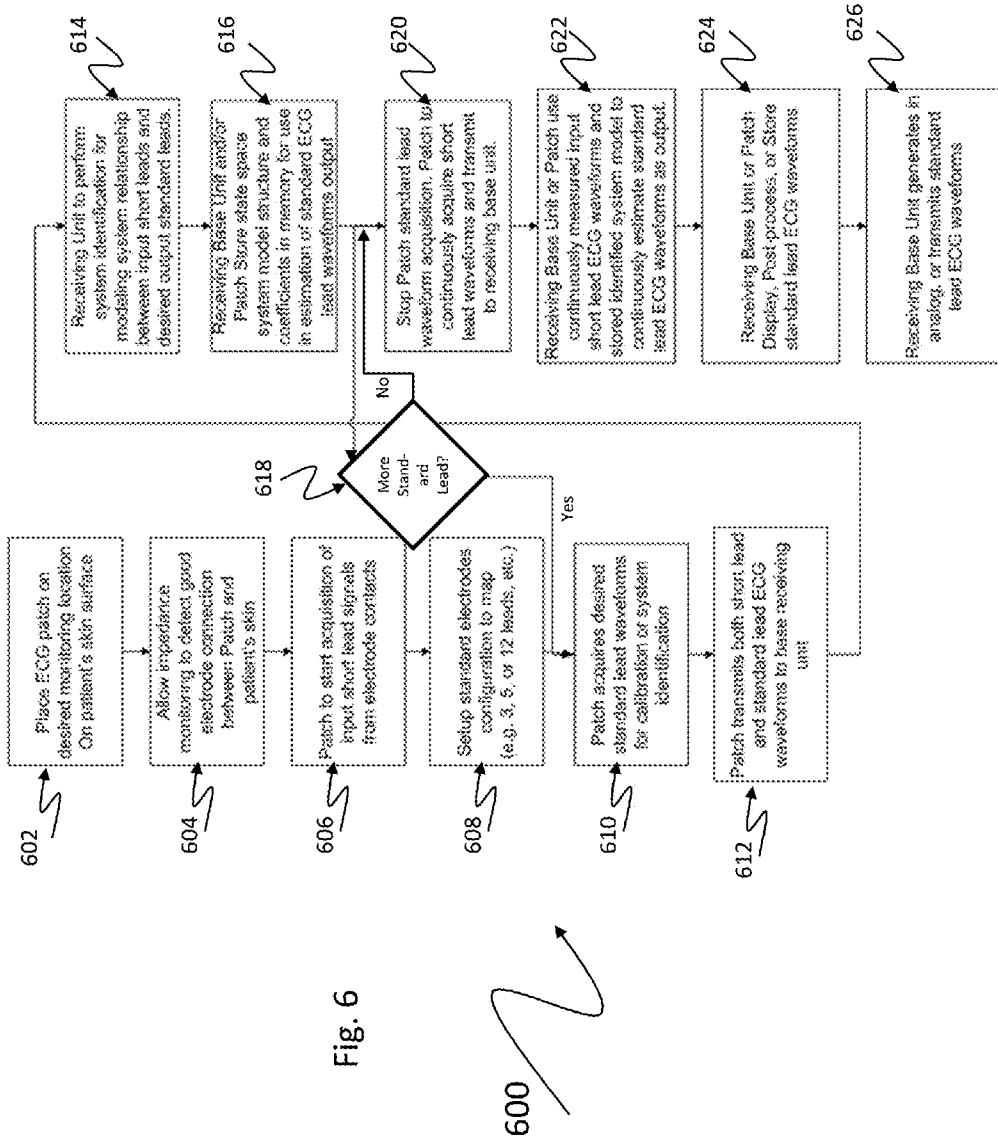 602
Place ECG patch on
desired monitoring location
On patient's skin surface
604
Allow impedance
monitoring to detect good
electrode connection
between Patch and
patient's skin
606
Patch to start acquisition of
input short lead signals
from electrode contacts
608
Setup standard electrodes
configuration to map
(e.g. 3, 5, or 12 leads, etc.)
610
Patch acquires desired
standard lead waveforms
for calibration or system
identification
612
Patch transmits both short lead
and standard lead ECG
waveforms to base receiving
unit
614
Receiving Unit to perform
system identification for
modeling system relationship
between input short leads and
desired output standard leads.
616
Receiving Base Unit and/or
Patch Store state space
system model structure and
coefficients in memory for use
in estimation of standard ECG
lead waveforms output
618
More
Stand-
ard
Lead?
No
Yes
620
Stop Patch standard lead
waveform acquisition. Patch to
continuously acquire short
lead waveforms and transmit
to receiving base unit.
622
Receiving Base Unit or Patch use
continuously measured input
short lead ECG waveforms and
stored identified system model to
continuously estimate standard
lead ECG waveforms as output.
624
Receiving Base Unit or Patch
Display, Post-process, or Store
standard lead ECG waveforms
626
Receiving Base Unit generates in
analog, or transmits standard
lead ECG waveforms
Fig. 6
600